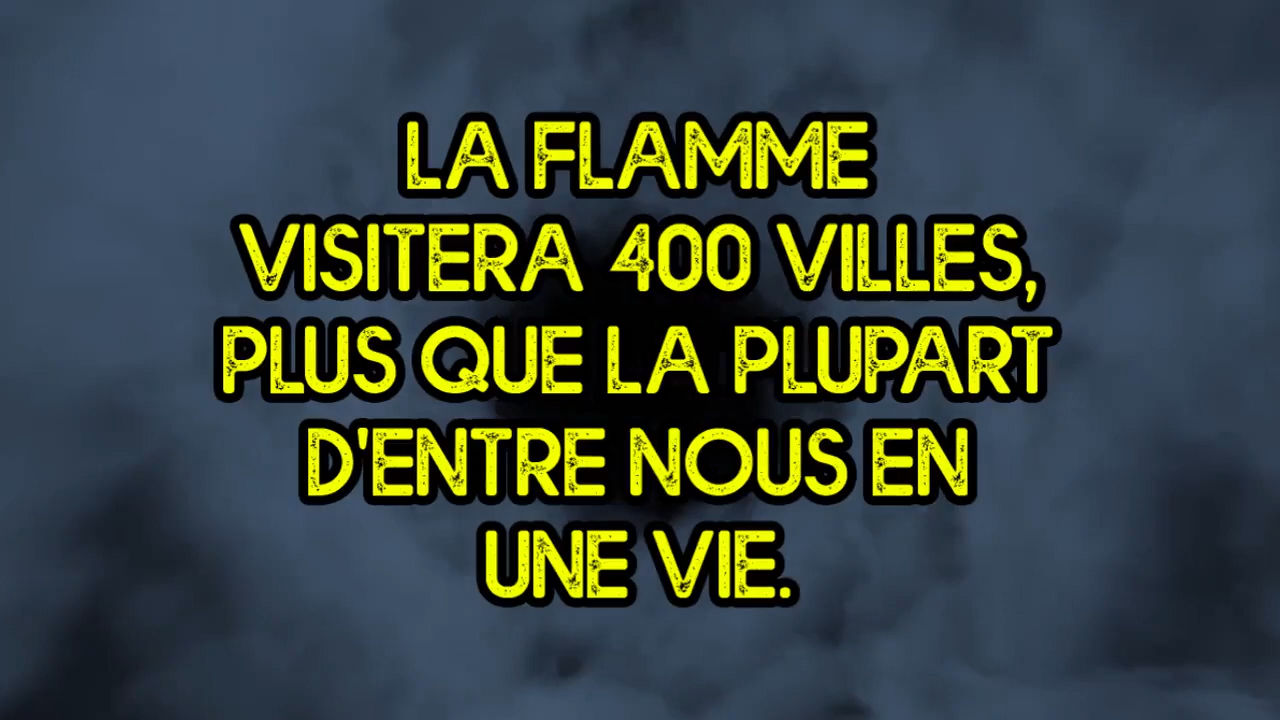 LA FLAMME
VISITERA 400 VILLES,
PLUS QUE LA PLUPART
D'ENTRE NOUS EN
UNE VIE.